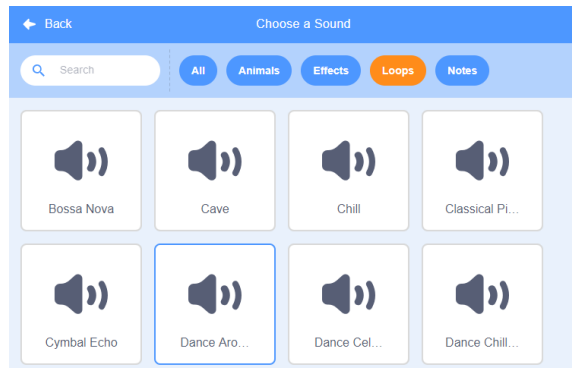 Back Choose a Sound
Search All Animals Effects Loops Notes
Bossa Nova Cave Chill Classical Pi...
Cymbal Echo Dance Aro... Dance Cel... Dance Chill...